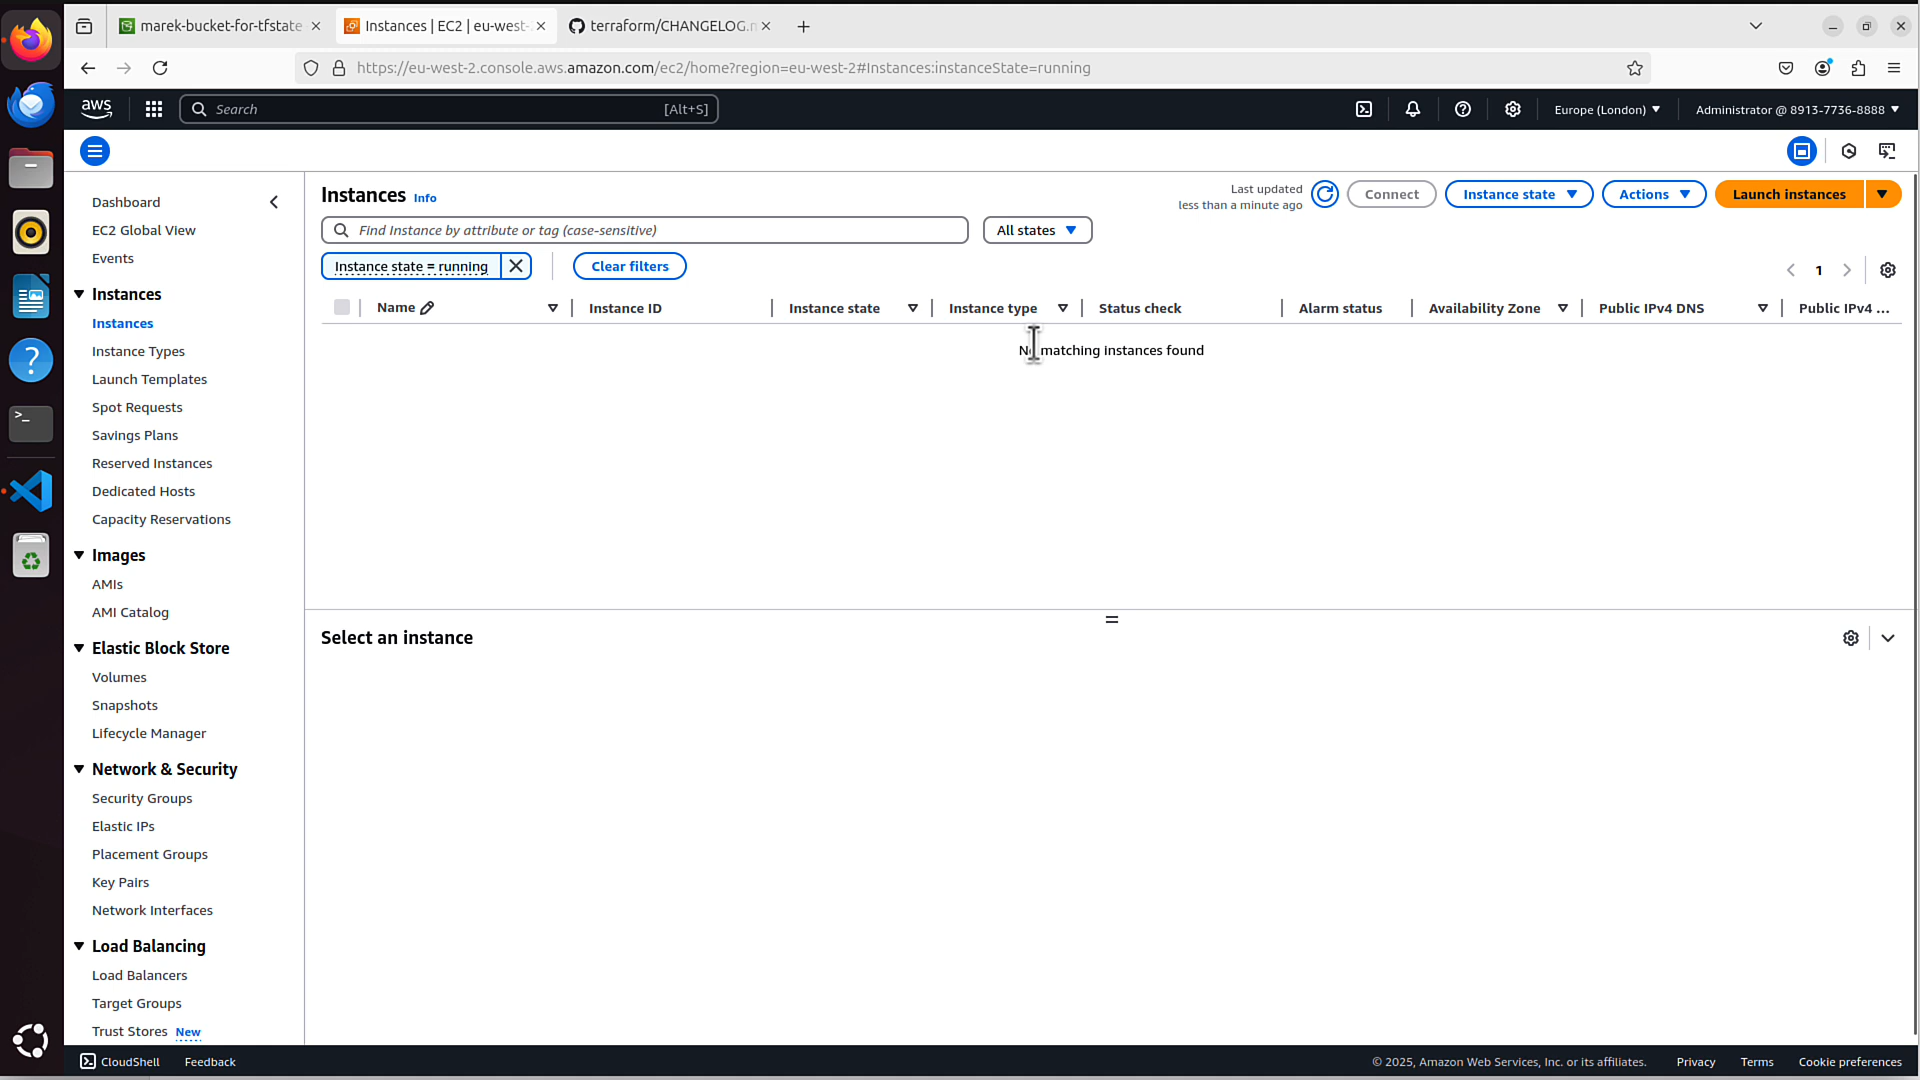 marek-bucket-for-tfstate
Instances | EC2 | eu-west-
terraform/CHANGELOG.m
https://eu-west-2.console.aws.amazon.com/ec2/home?region=eu-west-2#Instances:instanceState=running
aws
Search
[Alt+S]
Europe (London)
Administrator @ 8913-7736-8888
Dashboard
EC2 Global View
Events
Instances
Instances
Instance Types
Launch Templates
Spot Requests
Savings Plans
Reserved Instances
Dedicated Hosts
Capacity Reservations
Images
AMIs
AMI Catalog
Elastic Block Store
Volumes
Snapshots
Lifecycle Manager
Network & Security
Security Groups
Elastic IPs
Placement Groups
Key Pairs
Network Interfaces
Load Balancing
Load Balancers
Target Groups
Trust Stores New
Instances Info
Last updated
less than a minute ago
Connect
Instance state
Actions
Launch instances
Find Instance by attribute or tag (case-sensitive)
All states
Instance state = running
Clear filters
1
Name
Instance ID
Instance state
Instance type
Status check
Alarm status
Availability Zone
Public IPv4 DNS
Public IPv4 ...
No matching instances found
Select an instance
CloudShell
Feedback
© 2025, Amazon Web Services, Inc. or its affiliates.
Privacy
Terms
Cookie preferences